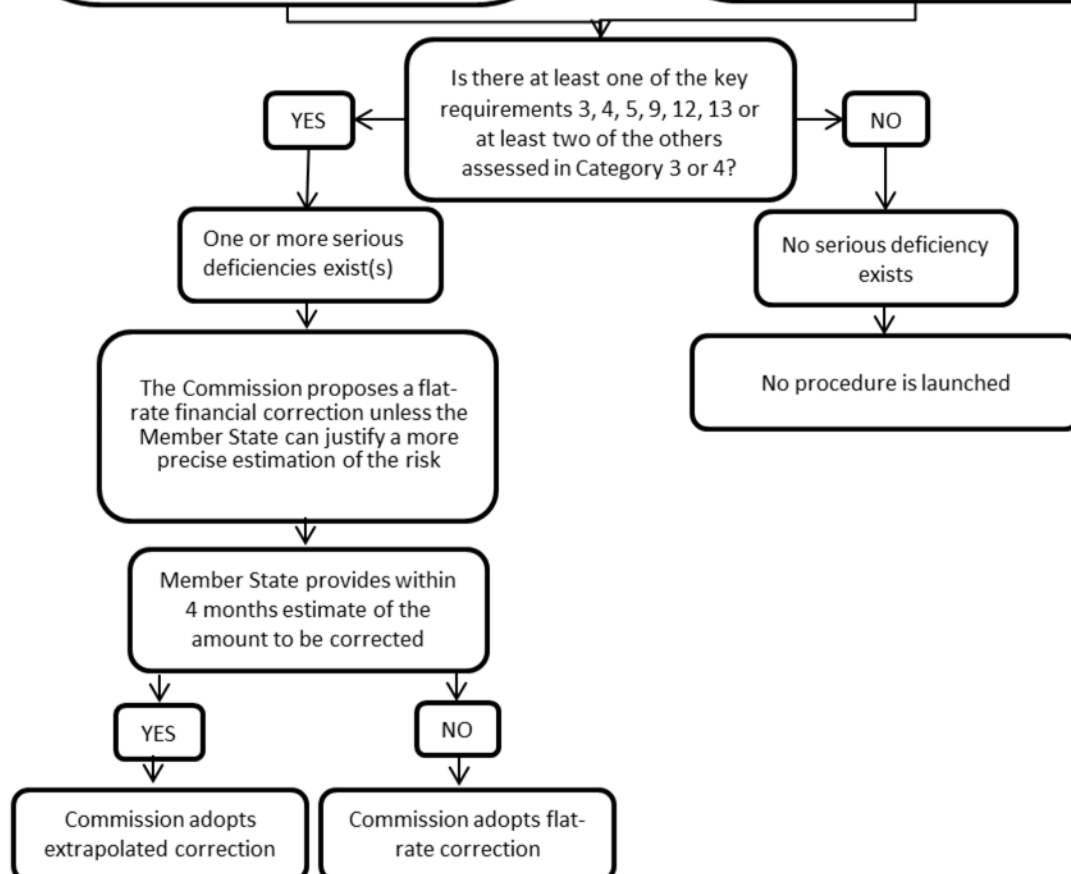 Is there at least one of the key
requirements 3, 4, 5, 9, 12, 13 or
at least two of the others
assessed in Category 3 or 4?
YES
NO
One or more serious
deficiencies exist(s)
No serious deficiency
exists
The Commission proposes a flat-
rate financial correction unless the
Member State can justify a more
precise estimation of the risk
No procedure is launched
Member State provides within
4 months estimate of the
amount to be corrected
YES
NO
Commission adopts
extrapolated correction
Commission adopts flat-
rate correction